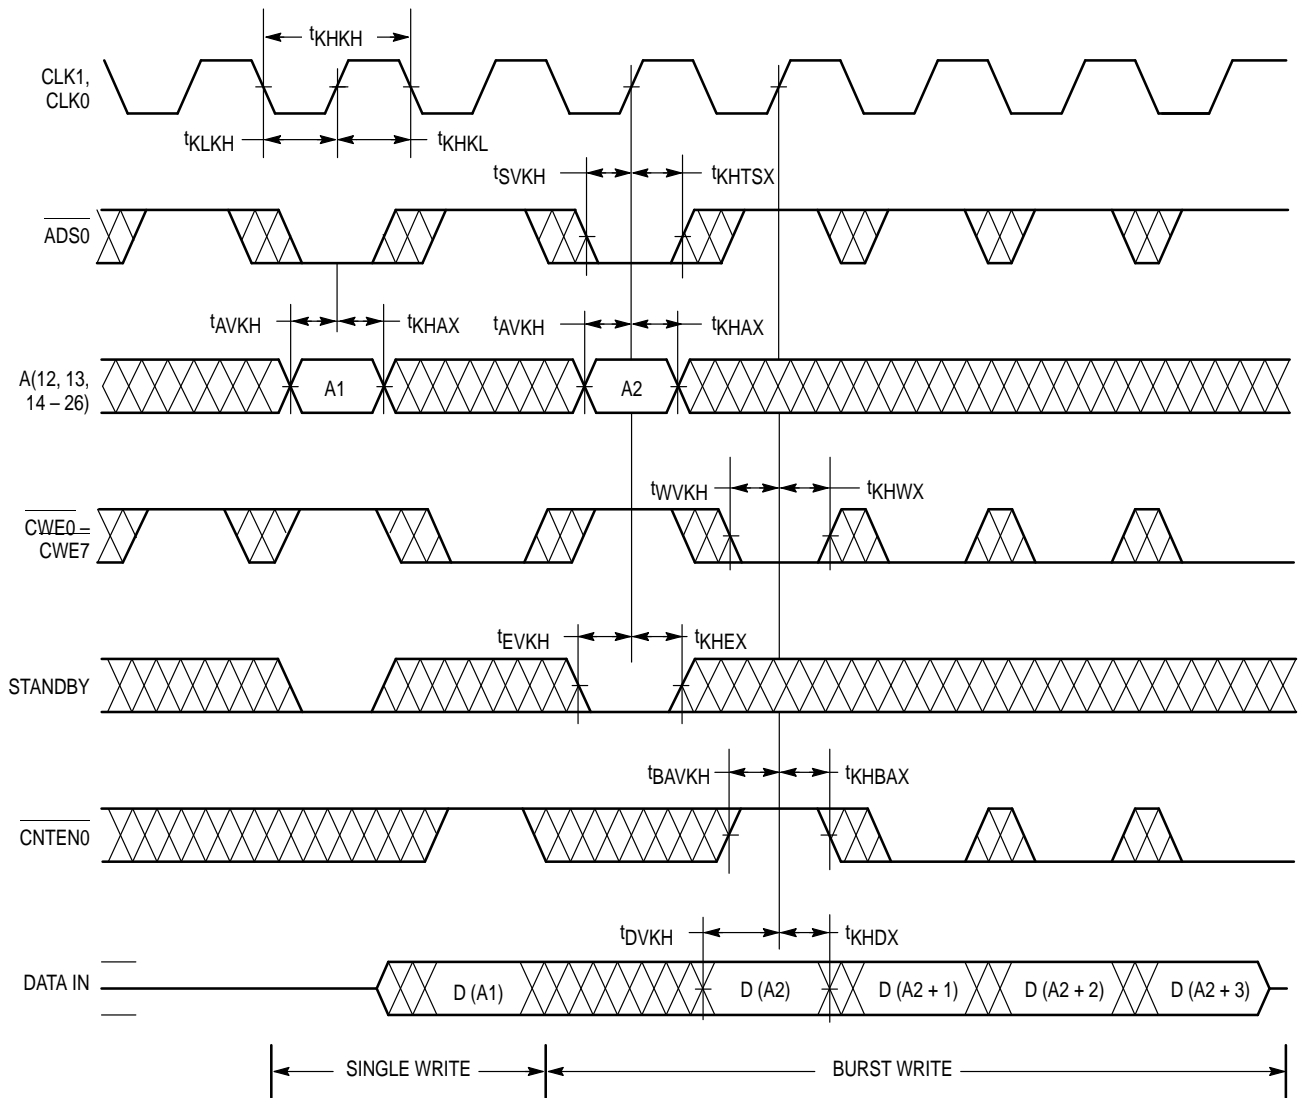 tKHKH
CLK1,
CLK0
tKLKH
tKHKL
tSVKH
tKHTSX
ADS0
tAVKH
tKHAX
tAVKH
tKHAX
A(12, 13,
14 – 26)
A1
A2
tWVKH
tKHWX
CWE0 –
CWE7
tEVKH
tKHEX
STANDBY
tBAVKH
tKHBAX
CNTEN0
tDVKH
tKHDX
DATA IN
D (A1)
D (A2)
D (A2 + 1)
D (A2 + 2)
D (A2 + 3)
SINGLE WRITE
BURST WRITE